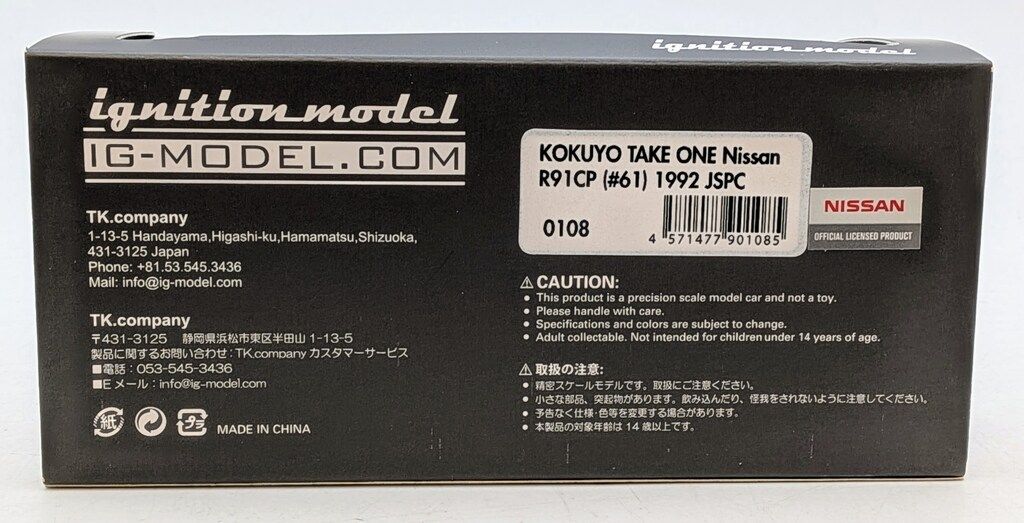 ignition model
ignition model
IG-MODEL.COM
TK.company
1-13-5 Handayama,Higashi-ku,Hamamatsu,Shizuoka,
431-3125 Japan
Phone: +81.53.545.3436
Mail: info@ig-model.com
TK.company
〒431-3125 静岡県浜松市東区半田山 1-13-5
製品に関するお問い合わせ：TK.company カスタマーサービス
■電話：053-545-3436
■E メール：info@ig-model.com
紙
プラ
MADE IN CHINA
KOKUYO TAKE ONE Nissan
R91CP (#61) 1992 JSPC
0108
4 571477 901085
NISSAN
OFFICIAL LICENSED PRODUCT
⚠CAUTION:
• This product is a precision scale model car and not a toy.
• Please handle with care.
• Specifications and colors are subject to change.
• Adult collectable. Not intended for children under 14 years of age.
⚠取扱の注意:
• 精密スケールモデルです。取扱にご注意ください。
• 小さな部品、突起物があります。飲み込んだり、怪我をされないように注意してください。
• 予告なく仕様・色等を変更する場合があります。
• 本製品の対象年齢は 14 歳以上です。